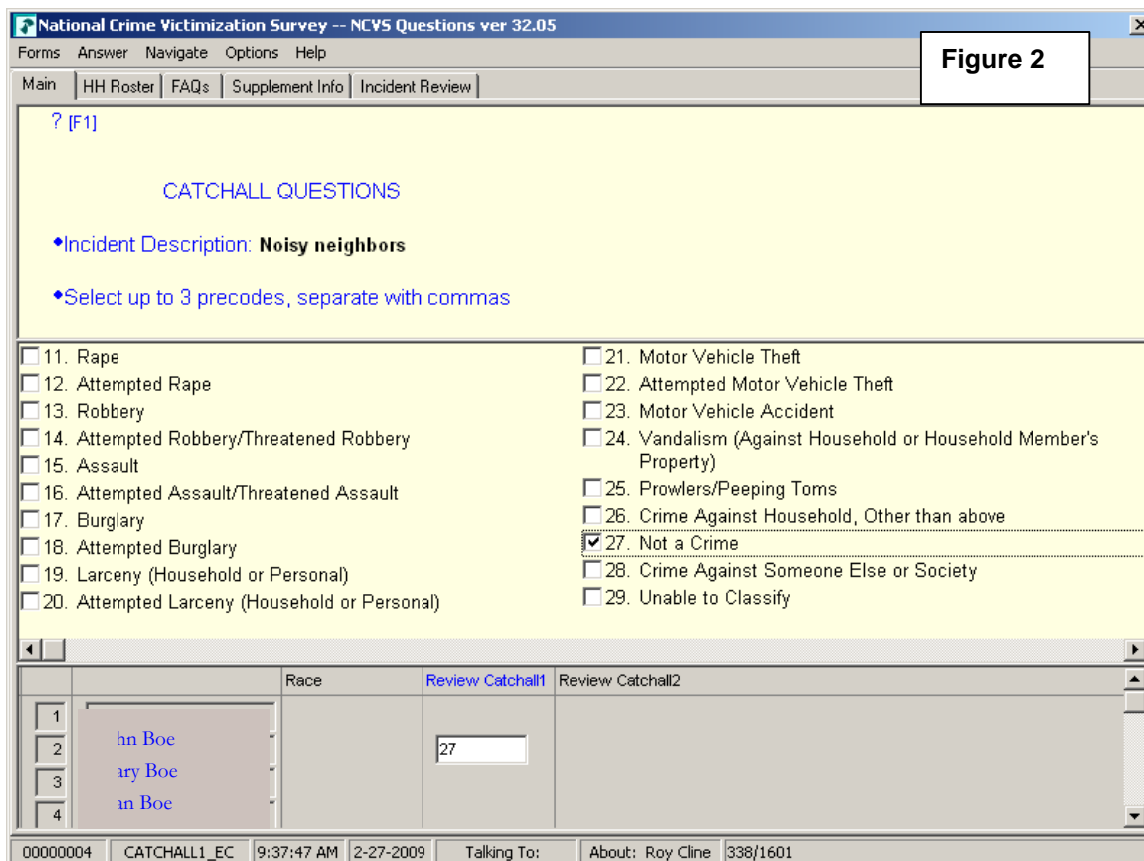 National Crime Victimization Survey -- NCVS Questions ver 32.05
Forms Answer Navigate Options Help
Figure 2
Main HH Roster FAQs Supplement Info Incident Review
? [F1]
CATCHALL QUESTIONS
◆Incident Description: Noisy neighbors
◆Select up to 3 precodes, separate with commas
11. Rape
12. Attempted Rape
13. Robbery
14. Attempted Robbery/Threatened Robbery
15. Assault
16. Attempted Assault/Threatened Assault
17. Burglary
18. Attempted Burglary
19. Larceny (Household or Personal)
20. Attempted Larceny (Household or Personal)
21. Motor Vehicle Theft
22. Attempted Motor Vehicle Theft
23. Motor Vehicle Accident
24. Vandalism (Against Household or Household Member's
Property)
25. Prowlers/Peeping Toms
26. Crime Against Household, Other than above
27. Not a Crime
28. Crime Against Someone Else or Society
29. Unable to Classify
Race Review Catchall1 Review Catchall2
1
2 hn Boe 27
3 ary Boe
4 an Boe
00000004 CATCHALL1_EC 9:37:47 AM 2-27-2009 Talking To: About: Roy Cline 338/1601